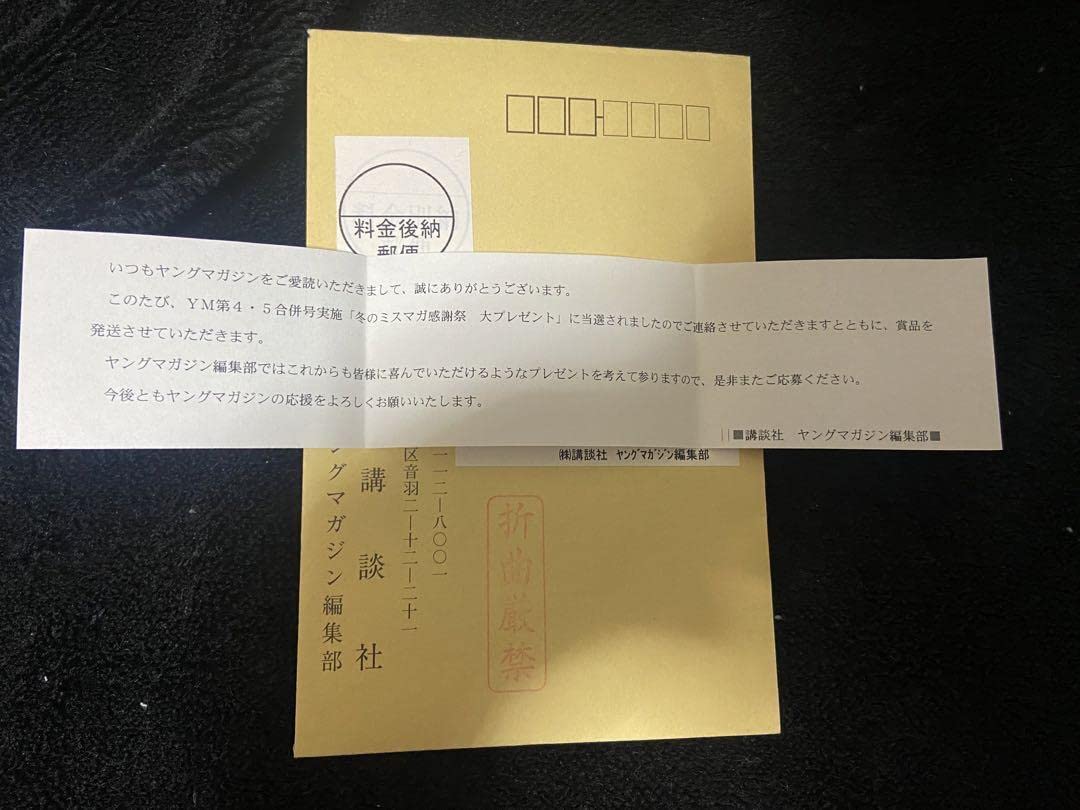 料金後納
郵便
いつもヤングマガジンをご愛読いただきまして、誠にありがとうございます。
このたび、ＹＭ第４・５合併号実施「冬のミスマガ感謝祭　大プレゼント」に当選されましたのでご連絡させていただきますとともに、賞品を
発送させていただきます。
ヤングマガジン編集部ではこれからも皆様に喜んでいただけるようなプレゼントを考えて参りますので、是非またご応募ください。
今後ともヤングマガジンの応援をよろしくお願いいたします。
■講談社　ヤングマガジン編集部■
㈱講談社　ヤングマガジン編集部
一一二―八〇〇一
区音羽二―十二―二十一
講談社
ングマガジン編集部
折曲厳禁